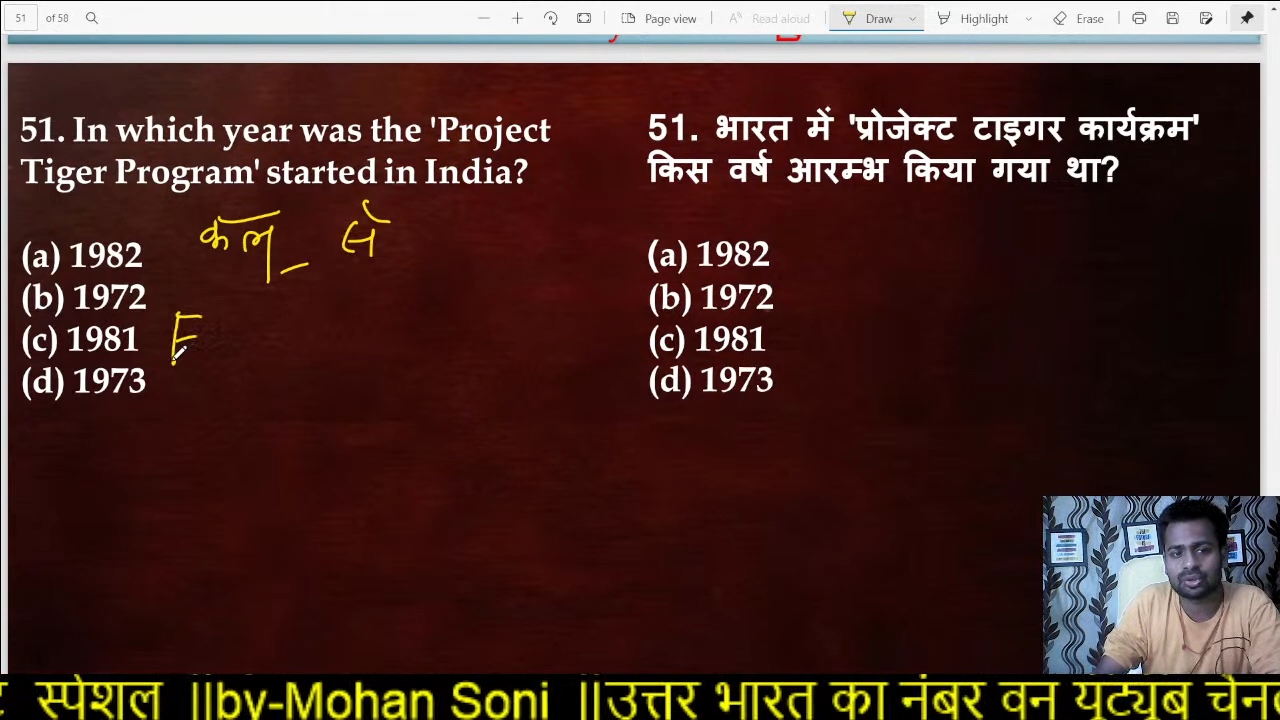 51 of 58 Page view Read aloud Draw Highlight Erase
51. In which year was the 'Project
Tiger Program' started in India?
कल से
(a) 1982
(b) 1972
(c) 1981 E
(d) 1973
51. भारत में 'प्रोजेक्ट टाइगर कार्यक्रम'
किस वर्ष आरम्भ किया गया था?
(a) 1982
(b) 1972
(c) 1981
(d) 1973
स्पेशल ||by-Mohan Soni ||उत्तर भारत का नंबर वन यूट्यूब चैनल